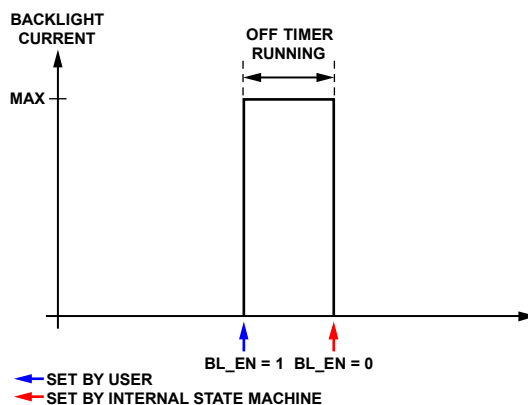 BACKLIGHT
CURRENT
OFF TIMER
RUNNING
MAX
BL_EN = 1 BL_EN = 0
SET BY USER
SET BY INTERNAL STATE MACHINE